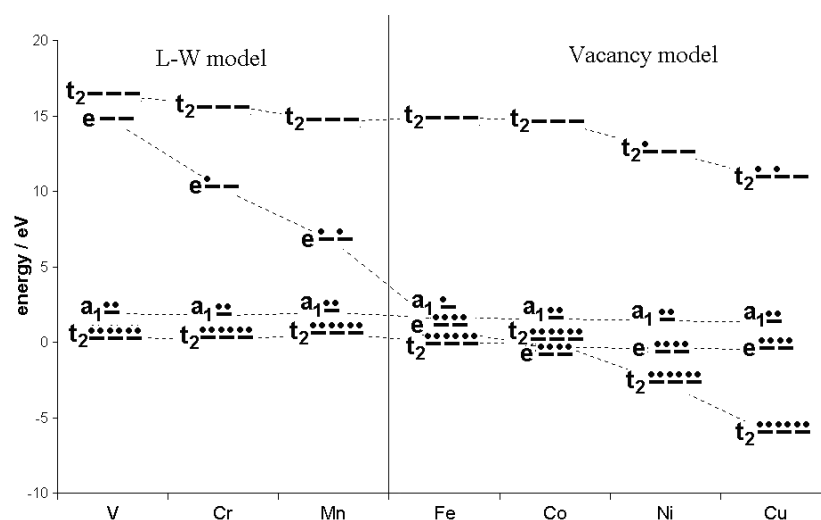 20
L-W model
Vacancy model
t2
t2
t2
t2
t2
15
e
t2
t2
10
e
e
energy / eV
5
a1
a1
a1
a1
a1
a1
a1
e
t2
t2
t2
0
t2
t2
e
e
e
t2
-5
t2
-10
V Cr Mn Fe Co Ni Cu